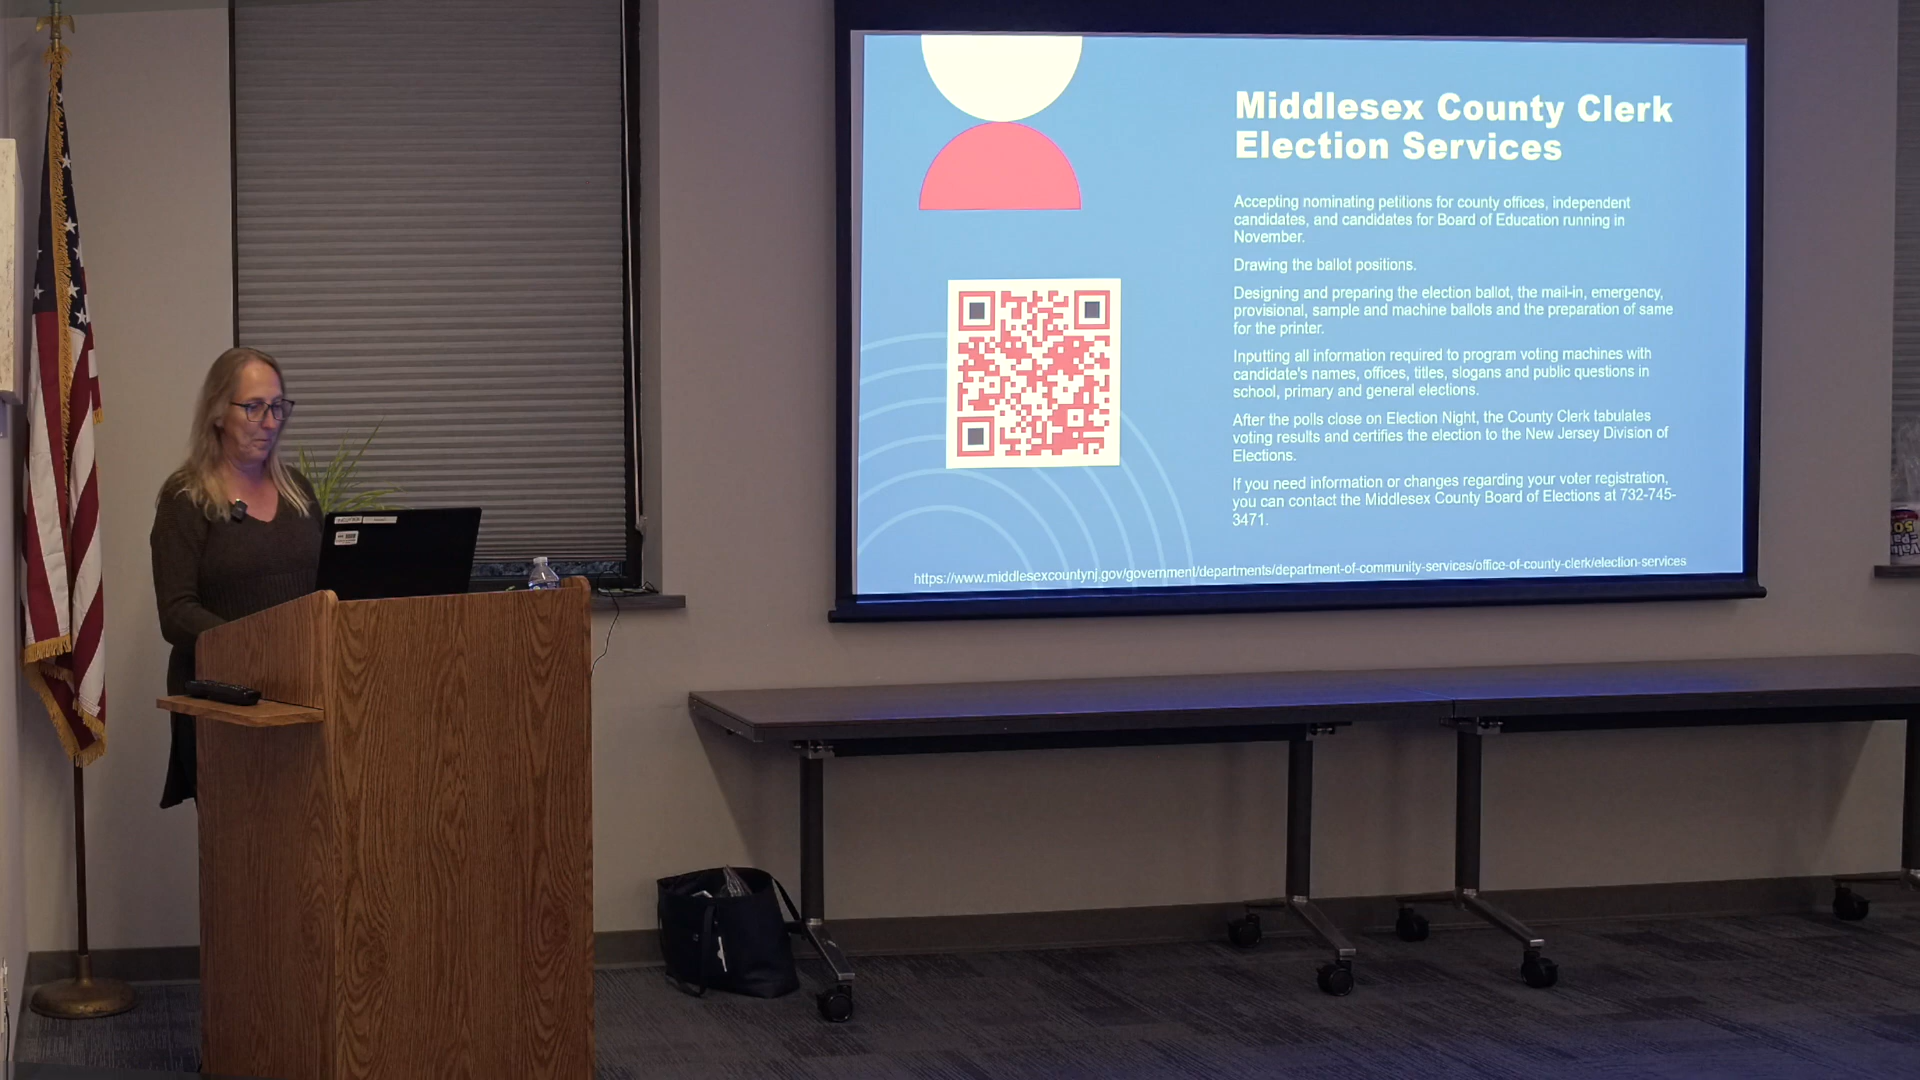 Middlesex County Clerk
Election Services
Accepting nominating petitions for county offices, independent
candidates, and candidates for Board of Education running in
November.
Drawing the ballot positions.
Designing and preparing the election ballot, the mail-in, emergency,
provisional, sample and machine ballots and the preparation of same
for the printer.
Inputting all information required to program voting machines with
candidate's names, offices, titles, slogans and public questions in
school, primary and general elections.
After the polls close on Election Night, the County Clerk tabulates
voting results and certifies the election to the New Jersey Division of
Elections.
If you need information or changes regarding your voter registration,
you can contact the Middlesex County Board of Elections at 732-745-
3471.
https://www.middlesexcountynj.gov/government/departments/department-of-community-services/office-of-county-clerk/election-services